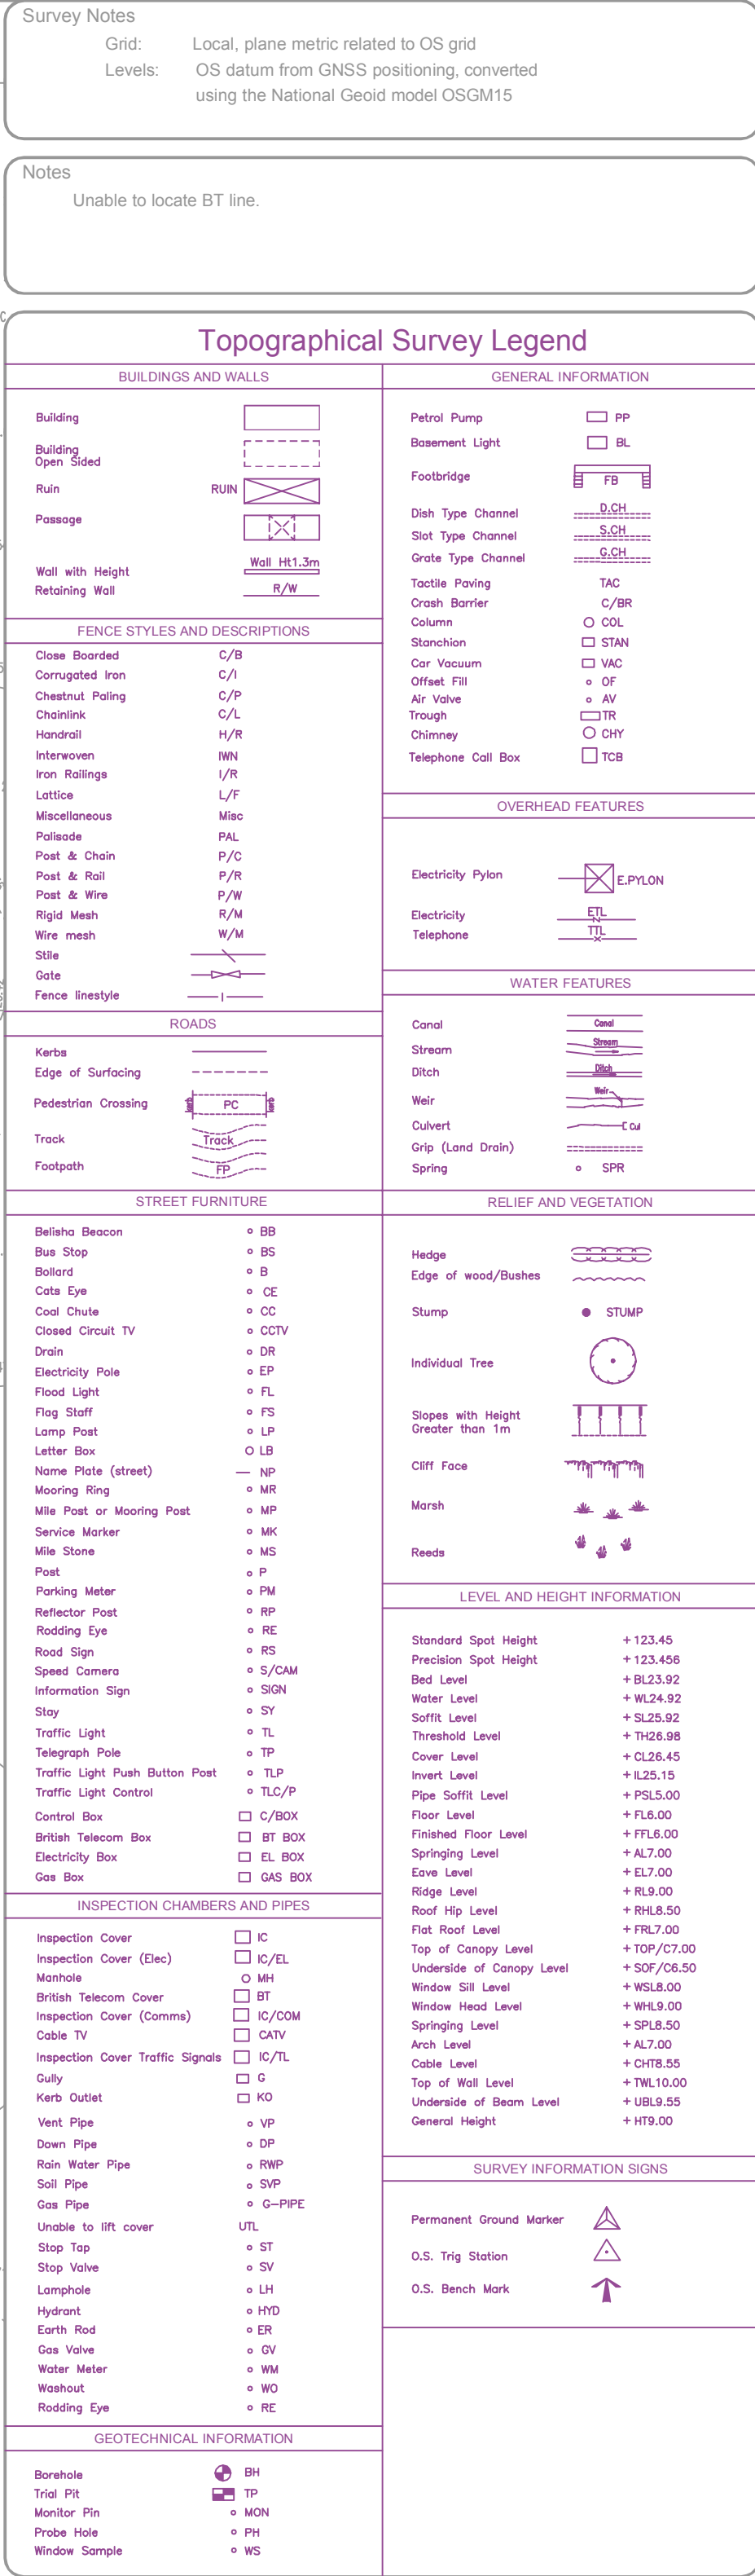 Survey Notes
Grid: Local, plane metric related to OS grid
Levels: OS datum from GNSS positioning, converted
using the National Geoid model OSGM15
Notes
Unable to locate BT line.
Topographical Survey Legend
BUILDINGS AND WALLS
Building
Building
Open Sided
Ruin RUIN
Passage
Wall with Height Wall Ht1.3m
Retaining Wall R/W
FENCE STYLES AND DESCRIPTIONS
Close Boarded C/B
Corrugated Iron C/I
Chestnut Paling C/P
Chainlink C/L
Handrail H/R
Interwoven IWN
Iron Railings I/R
Lattice L/F
Miscellaneous Misc
Palisade PAL
Post & Chain P/C
Post & Rail P/R
Post & Wire P/W
Rigid Mesh R/M
Wire mesh W/M
Stile
Gate
Fence linestyle
ROADS
Kerbs
Edge of Surfacing
Pedestrian Crossing kerb PC kerb
Track Track
Footpath FP
STREET FURNITURE
Belisha Beacon BB
Bus Stop BS
Bollard B
Cats Eye CE
Coal Chute CC
Closed Circuit TV CCTV
Drain DR
Electricity Pole EP
Flood Light FL
Flag Staff FS
Lamp Post LP
Letter Box LB
Name Plate (street) NP
Mooring Ring MR
Mile Post or Mooring Post MP
Service Marker MK
Mile Stone MS
Post P
Parking Meter PM
Reflector Post RP
Rodding Eye RE
Road Sign RS
Speed Camera S/CAM
Information Sign SIGN
Stay SY
Traffic Light TL
Telegraph Pole TP
Traffic Light Push Button Post TLP
Traffic Light Control TLC/P
Control Box C/BOX
British Telecom Box BT BOX
Electricity Box EL BOX
Gas Box GAS BOX
INSPECTION CHAMBERS AND PIPES
Inspection Cover IC
Inspection Cover (Elec) IC/EL
Manhole MH
British Telecom Cover BT
Inspection Cover (Comms) IC/COM
Cable TV CATV
Inspection Cover Traffic Signals IC/TL
Gully G
Kerb Outlet KO
Vent Pipe VP
Down Pipe DP
Rain Water Pipe RWP
Soil Pipe SVP
Gas Pipe G-PIPE
Unable to lift cover UTL
Stop Tap ST
Stop Valve SV
Lamphole LH
Hydrant HYD
Earth Rod ER
Gas Valve GV
Water Meter WM
Washout WO
Rodding Eye RE
GEOTECHNICAL INFORMATION
Borehole BH
Trial Pit TP
Monitor Pin MON
Probe Hole PH
Window Sample WS
GENERAL INFORMATION
Petrol Pump PP
Basement Light BL
Footbridge FB
Dish Type Channel D.CH
Slot Type Channel S.CH
Grate Type Channel G.CH
Tactile Paving TAC
Crash Barrier C/BR
Column COL
Stanchion STAN
Car Vacuum VAC
Offset Fill OF
Air Valve AV
Trough TR
Chimney CHY
Telephone Call Box TCB
OVERHEAD FEATURES
Electricity Pylon E.PYLON
Electricity ETL
Telephone TTL
WATER FEATURES
Canal Canal
Stream Stream
Ditch Ditch
Weir Weir
Culvert Cul
Grip (Land Drain)
Spring SPR
RELIEF AND VEGETATION
Hedge
Edge of wood/Bushes
Stump STUMP
Individual Tree
Slopes with Height
Greater than 1m
Cliff Face
Marsh
Reeds
LEVEL AND HEIGHT INFORMATION
Standard Spot Height +123.45
Precision Spot Height +123.456
Bed Level +BL23.92
Water Level +WL24.92
Soffit Level +SL25.92
Threshold Level +TH26.98
Cover Level +CL26.45
Invert Level +IL25.15
Pipe Soffit Level +PSL5.00
Floor Level +FL6.00
Finished Floor Level +FFL6.00
Springing Level +AL7.00
Eave Level +EL7.00
Ridge Level +RL9.00
Roof Hip Level +RHL8.50
Flat Roof Level +FRL7.00
Top of Canopy Level +TOP/C7.00
Underside of Canopy Level +SOF/C6.50
Window Sill Level +WSL8.00
Window Head Level +WHL9.00
Springing Level +SPL8.50
Arch Level +AL7.00
Cable Level +CHT8.55
Top of Wall Level +TWL10.00
Underside of Beam Level +UBL9.55
General Height +HT9.00
SURVEY INFORMATION SIGNS
Permanent Ground Marker
O.S. Trig Station
O.S. Bench Mark